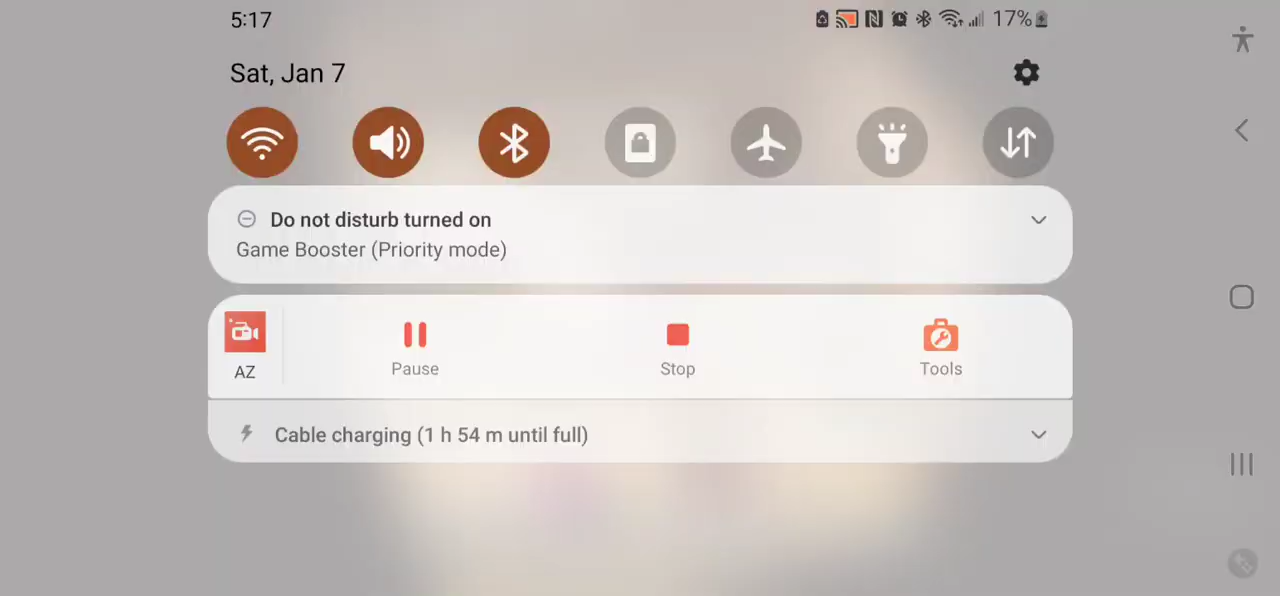 5:17
17%
Sat, Jan 7
Do not disturb turned on
Game Booster (Priority mode)
AZ
Pause
Stop
Tools
Cable charging (1 h 54 m until full)